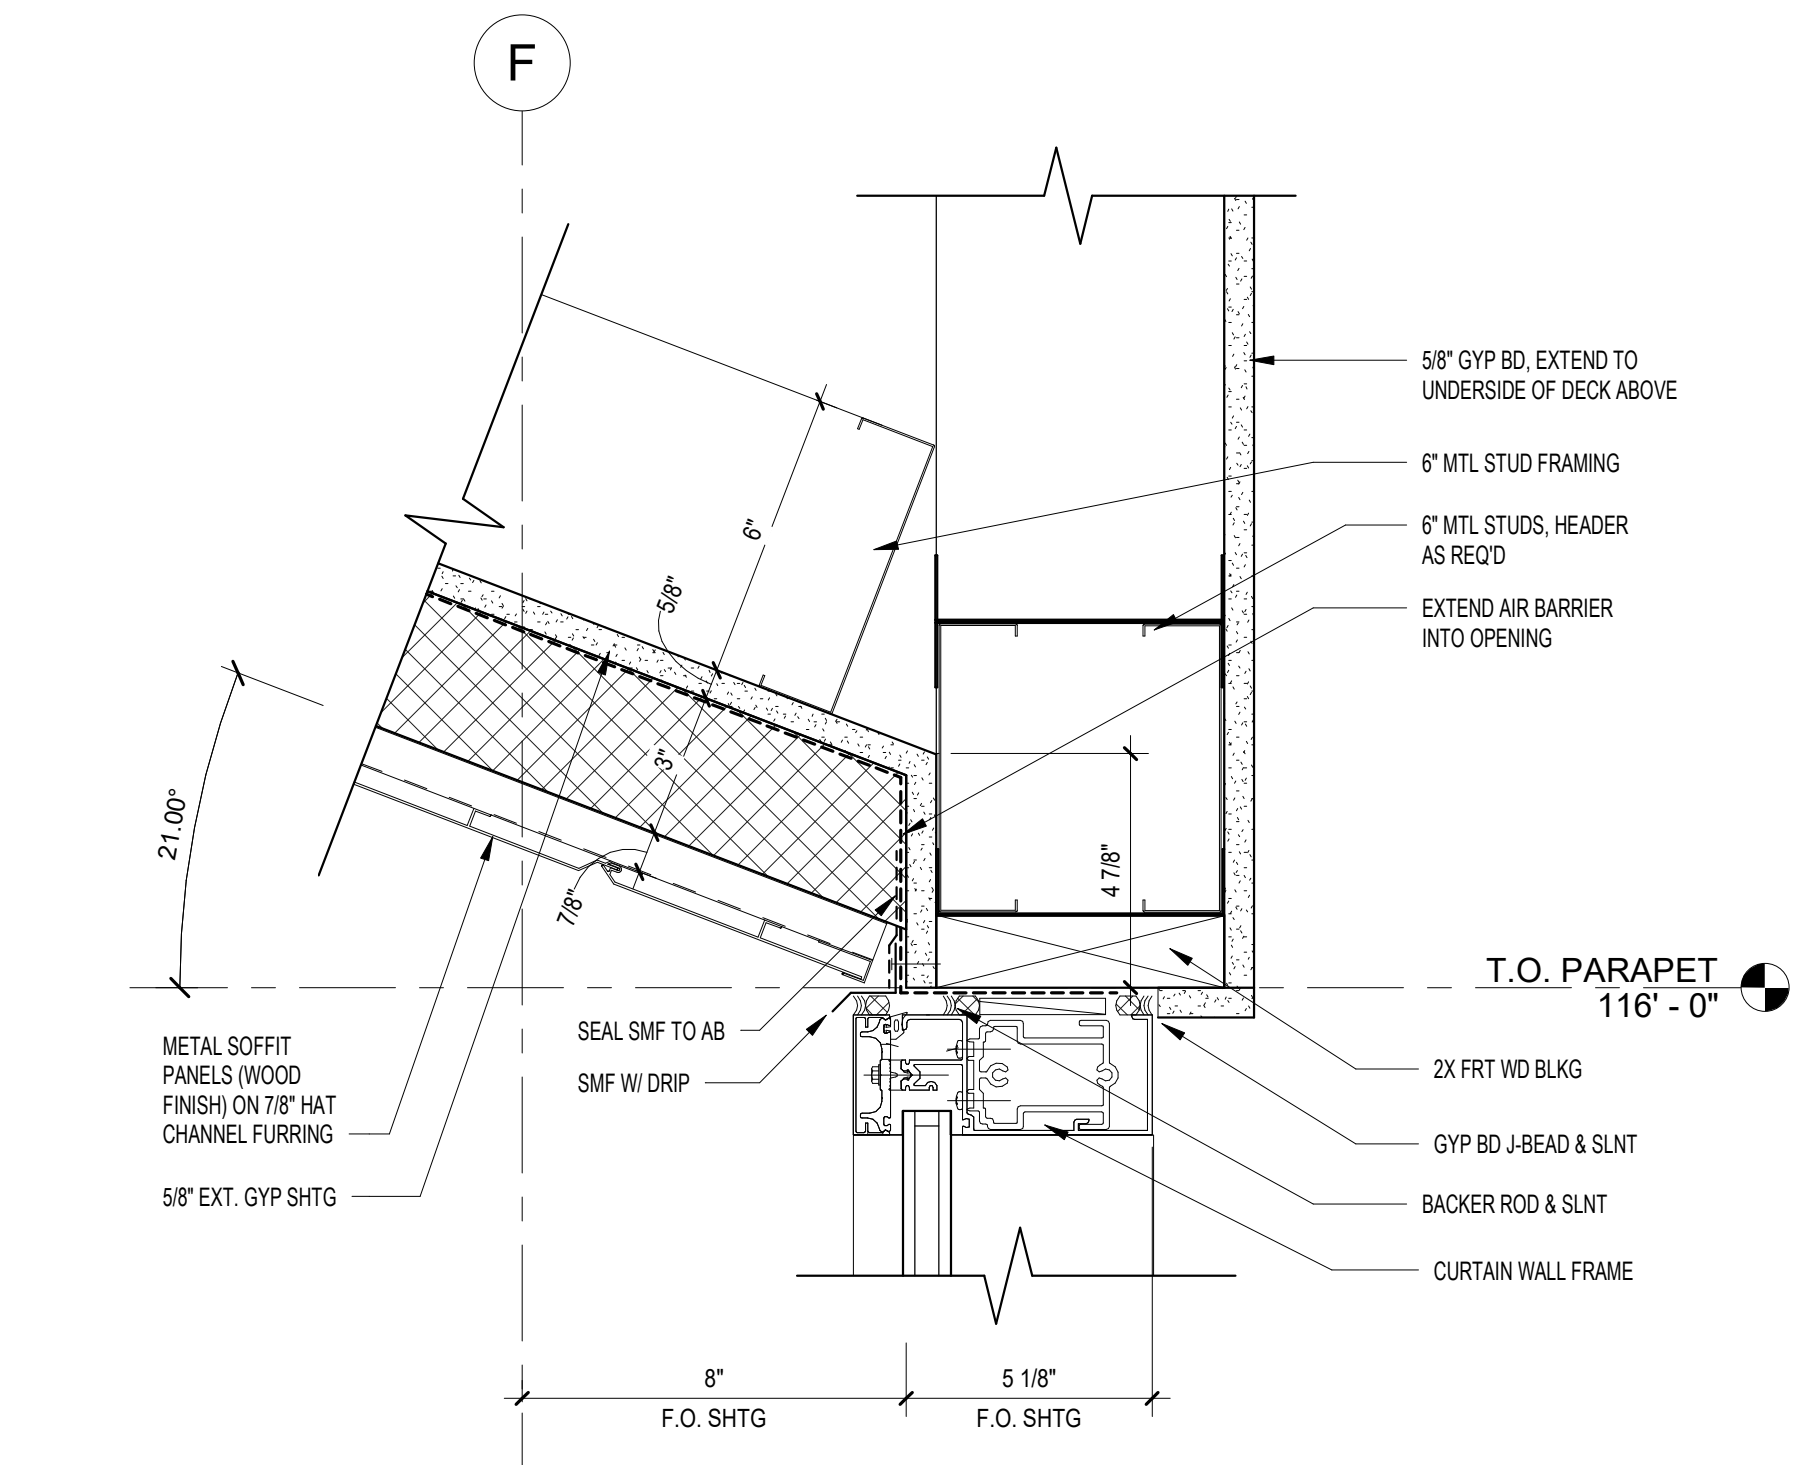 F
5/8" GYP BD, EXTEND TO
UNDERSIDE OF DECK ABOVE
6" MTL STUD FRAMING
6" MTL STUDS, HEADER
AS REQ'D
EXTEND AIR BARRIER
INTO OPENING
6"
5/8"
3"
7/8"
21.00°
4 7/8"
T.O. PARAPET
116' - 0"
METAL SOFFIT
PANELS (WOOD
FINISH) ON 7/8" HAT
CHANNEL FURRING
5/8" EXT. GYP SHTG
SEAL SMF TO AB
SMF W/ DRIP
2X FRT WD BLKG
GYP BD J-BEAD & SLNT
BACKER ROD & SLNT
CURTAIN WALL FRAME
8"
F.O. SHTG
5 1/8"
F.O. SHTG